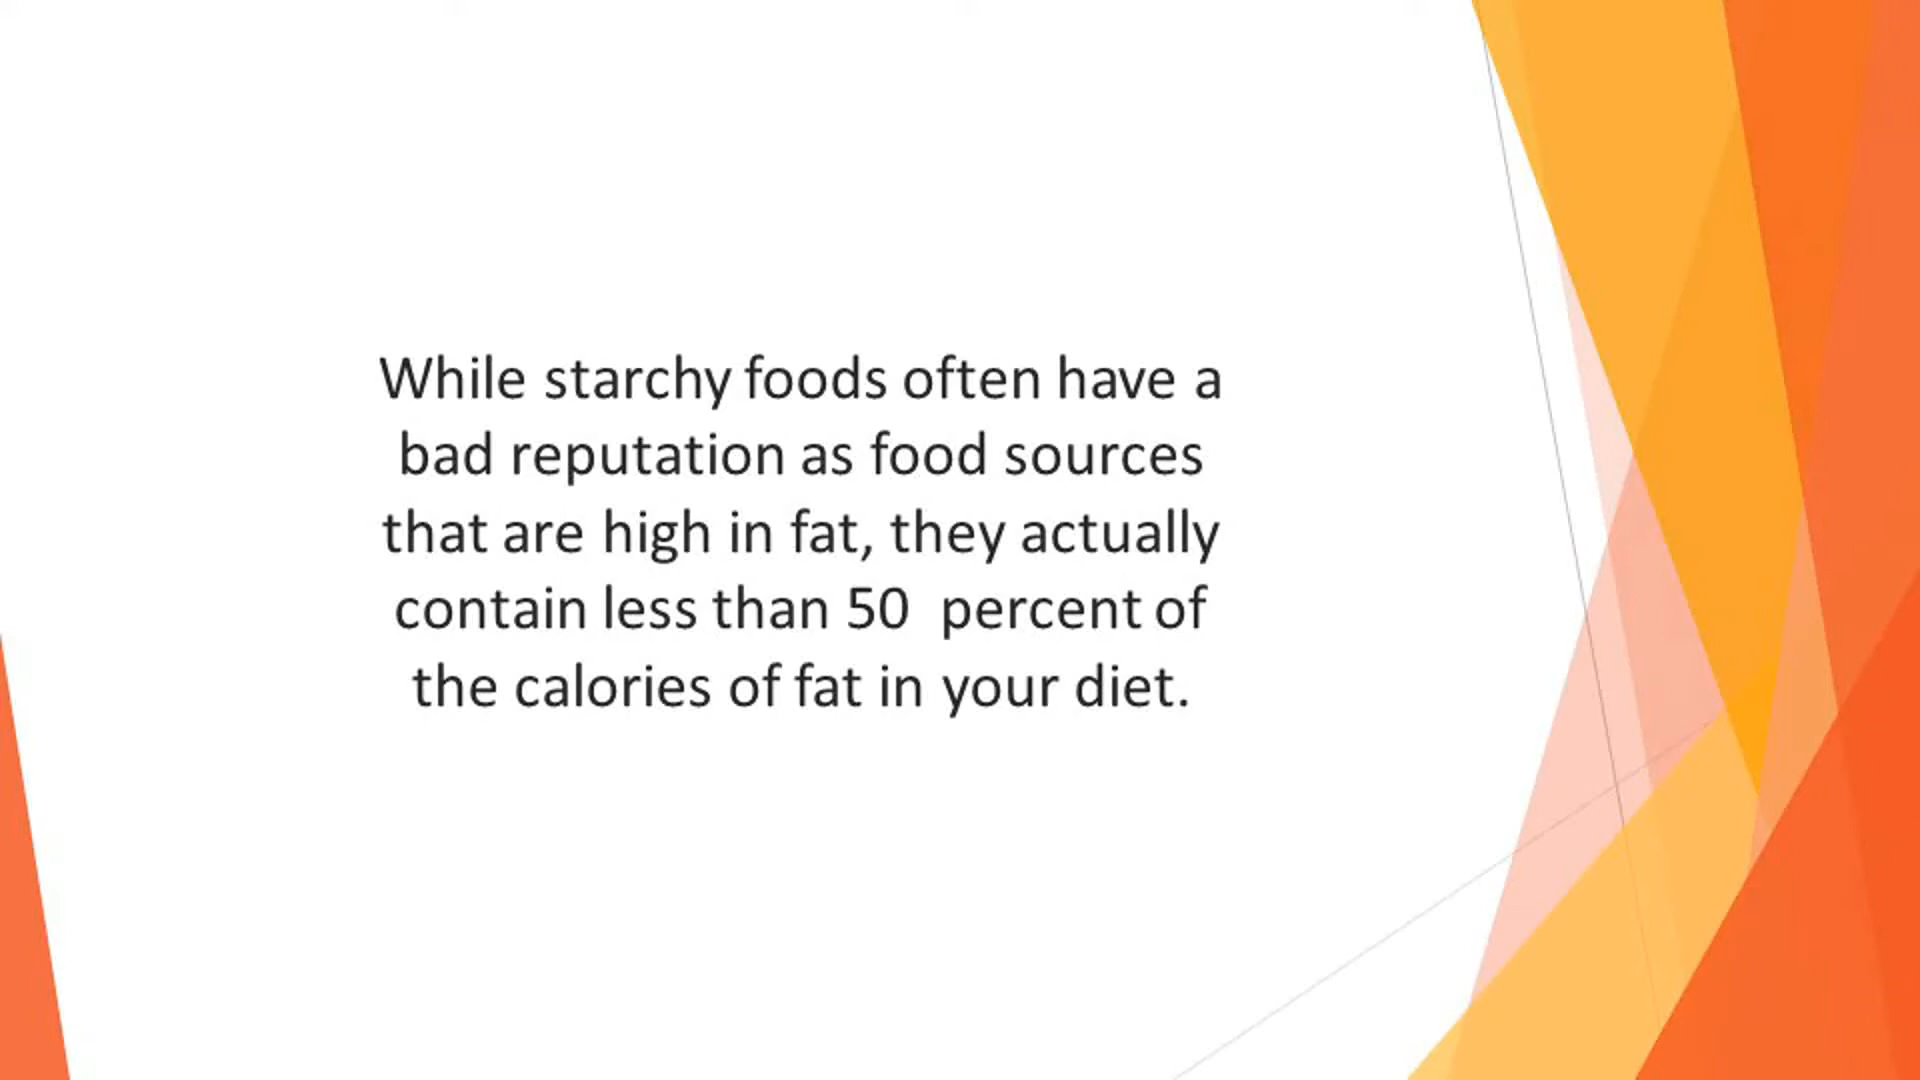 While starchy foods often have a
bad reputation as food sources
that are high in fat, they actually
contain less than 50  percent of
the calories of fat in your diet.